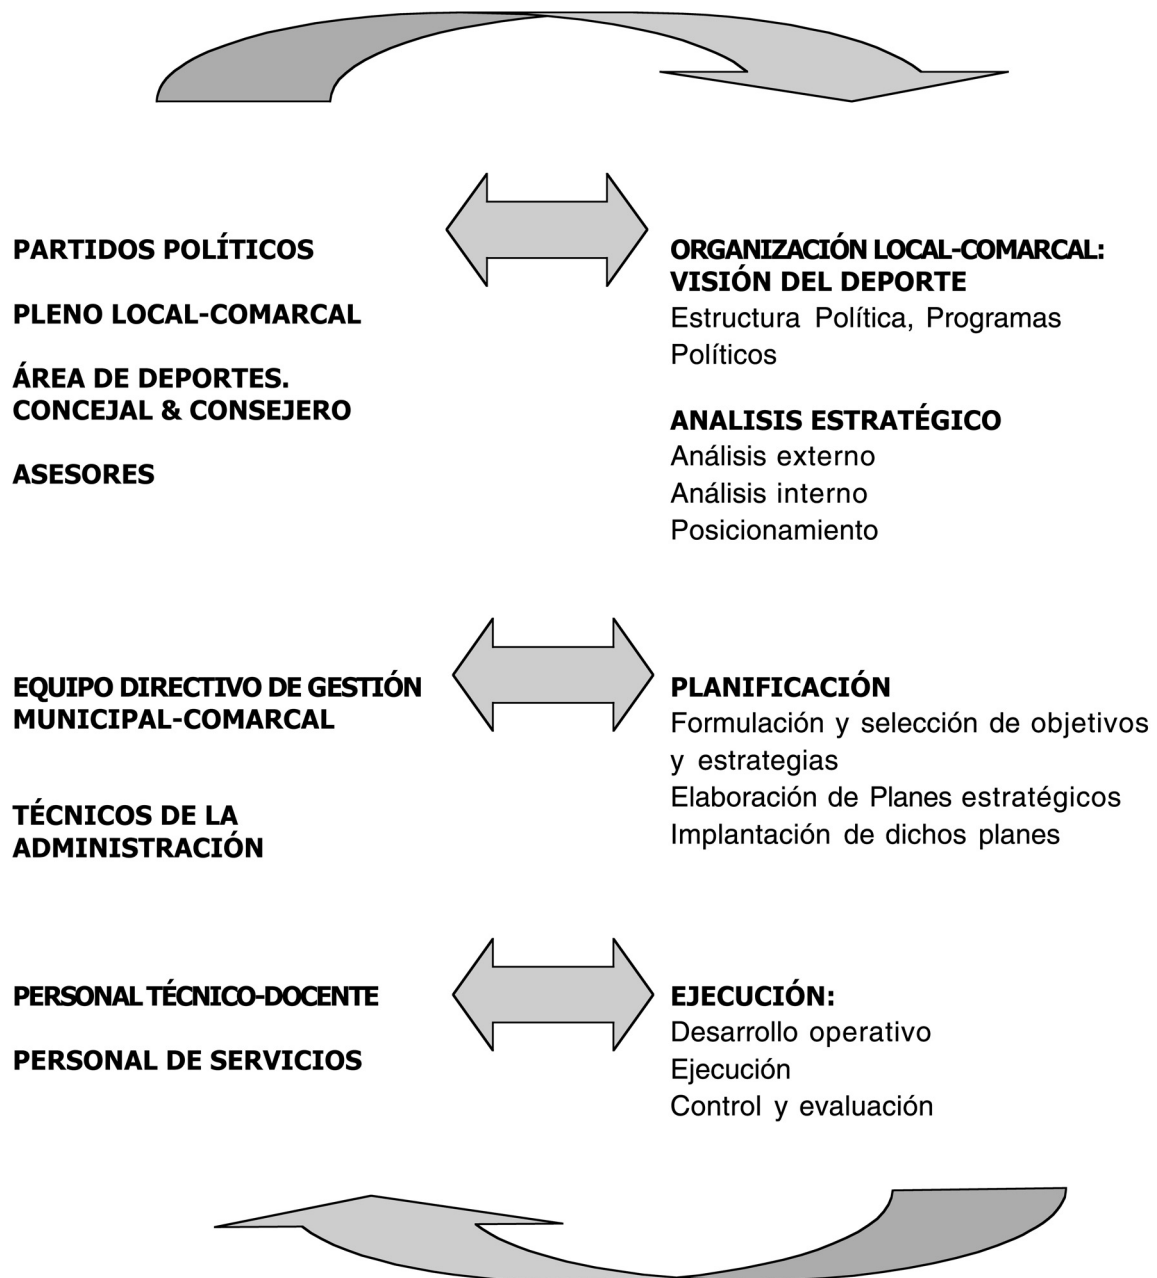 PARTIDOS POLÍTICOS
PLENO LOCAL-COMARCAL
ÁREA DE DEPORTES.
CONCEJAL & CONSEJERO
ASESORES
ORGANIZACIÓN LOCAL-COMARCAL:
VISIÓN DEL DEPORTE
Estructura Política, Programas
Políticos
ANALISIS ESTRATÉGICO
Análisis externo
Análisis interno
Posicionamiento
EQUIPO DIRECTIVO DE GESTIÓN
MUNICIPAL-COMARCAL
TÉCNICOS DE LA
ADMINISTRACIÓN
PLANIFICACIÓN
Formulación y selección de objetivos
y estrategias
Elaboración de Planes estratégicos
Implantación de dichos planes
PERSONAL TÉCNICO-DOCENTE
PERSONAL DE SERVICIOS
EJECUCIÓN:
Desarrollo operativo
Ejecución
Control y evaluación